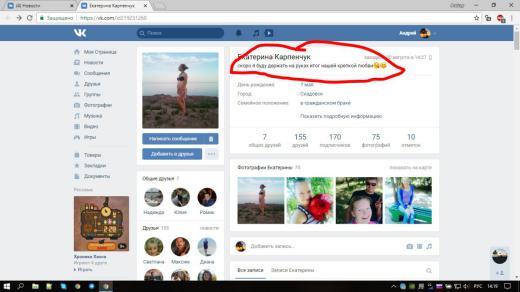 (4) Новости
Екатерина Карпенчук
Защищено
https://vk.com/id219231260
Поиск
Андрей
Моя Страница
Новости
Сообщения
Друзья
Группы
Фотографии
Музыка
Видео
Игры
Товары
Закладки
Документы
Реклама
Хроники Хаоса
Играют 4 друга
Играть
Написать сообщение
Добавить в друзья
Общие друзья 7
Надежда
Юлия
Роман
Друзья 155
новости
Светлана
Максим
Диана
Екатерина Карпенчук
августа в 14:07
скоро я буду держать на руках итог нашей крепкой любви
День рождения:
7 мая
Город:
Скадовск
Семейное положение:
в гражданском браке
Показать подробную информацию
7
общих друзей
155
друзей
170
подписчиков
75
фотографий
10
отметок
Фотографии Екатерины 75
показать на карте
Добавить запись...
Все записи
Записи Екатерины
РУС
14:19